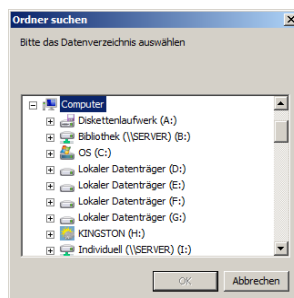 Ordner suchen
Bitte das Datenverzeichnis auswählen
Computer
Diskettenlaufwerk (A:)
Bibliothek (\\SERVER) (B:)
OS (C:)
Lokaler Datenträger (D:)
Lokaler Datenträger (E:)
Lokaler Datenträger (F:)
Lokaler Datenträger (G:)
KINGSTON (H:)
Individuell (\\SERVER) (I:)
OK
Abbrechen